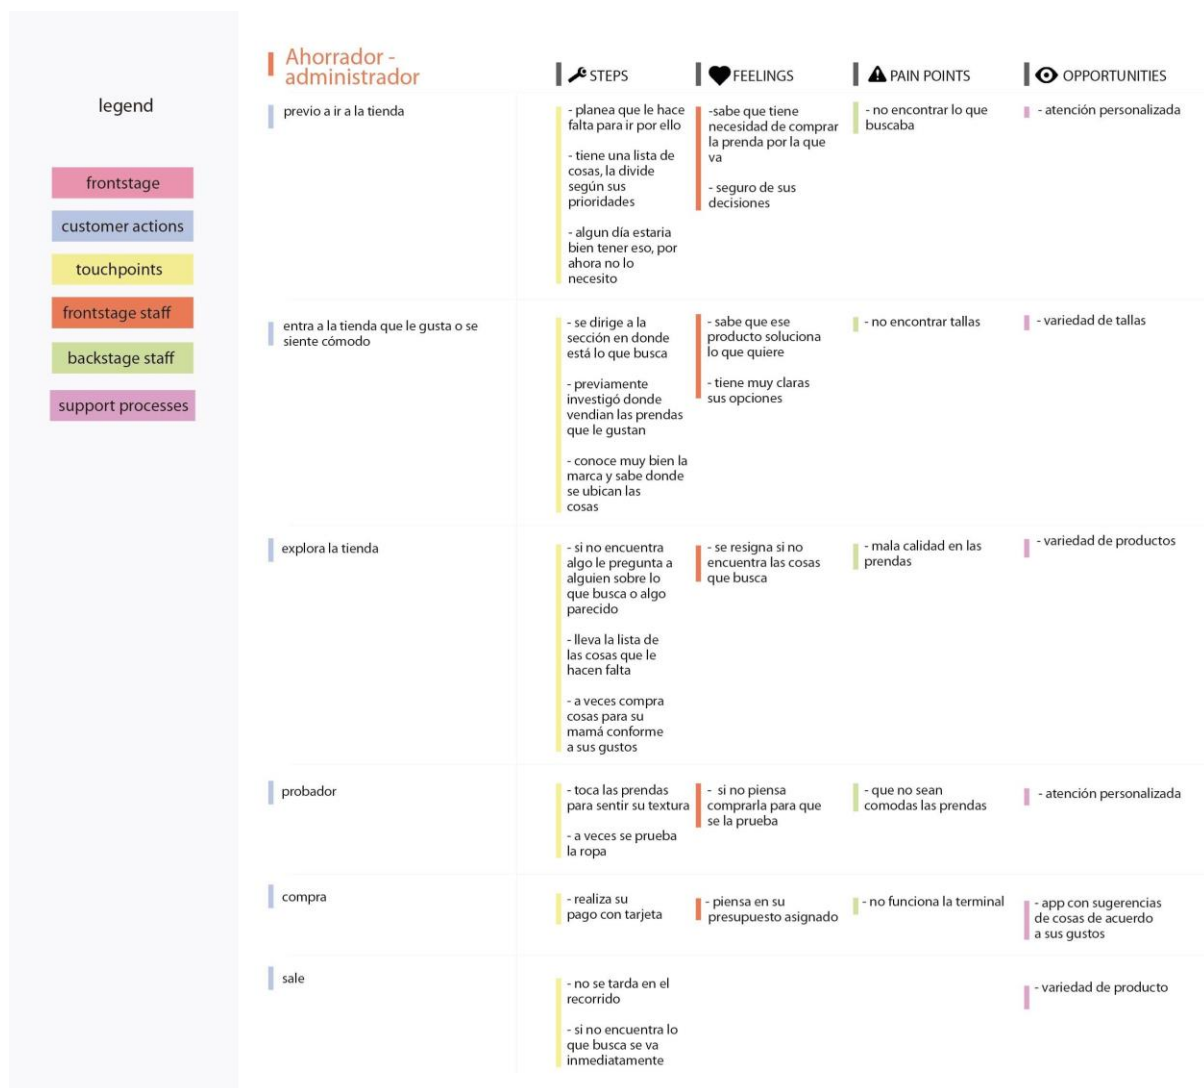 legend
frontstage
customer actions
touchpoints
frontstage staff
backstage staff
support processes
Ahorrador -
administrador
STEPS
FEELINGS
PAIN POINTS
OPPORTUNITIES
previo a ir a la tienda
- planea que le hace
falta para ir por ello
- tiene una lista de
cosas, la divide
según sus
prioridades
- algun día estaria
bien tener eso, por
ahora no lo
necesito
-sabe que tiene
necesidad de comprar
la prenda por la que
va
- seguro de sus
decisiones
- no encontrar lo que
buscaba
- atención personalizada
entra a la tienda que le gusta o se
siente cómodo
- se dirige a la
sección en donde
está lo que busca
- previamente
investigó donde
vendian las prendas
que le gustan
- conoce muy bien la
marca y sabe donde
se ubican las
cosas
- sabe que ese
producto soluciona
lo que quiere
- tiene muy claras
sus opciones
- no encontrar tallas
- variedad de tallas
explora la tienda
- si no encuentra
algo le pregunta a
alguien sobre lo
que busca o algo
parecido
- lleva la lista de
las cosas que le
hacen falta
- a veces compra
cosas para su
mamá conforme
a sus gustos
- se resigna si no
encuentra las cosas
que busca
- mala calidad en las
prendas
- variedad de productos
probador
- toca las prendas
para sentir su textura
- a veces se prueba
la ropa
- si no piensa
comprarla para que
se la prueba
- que no sean
comodas las prendas
- atención personalizada
compra
- realiza su
pago con tarjeta
- piensa en su
presupuesto asignado
- no funciona la terminal
- app con sugerencias
de cosas de acuerdo
a sus gustos
sale
- no se tarda en el
recorrido
- si no encuentra lo
que busca se va
inmediatamente
- variedad de producto